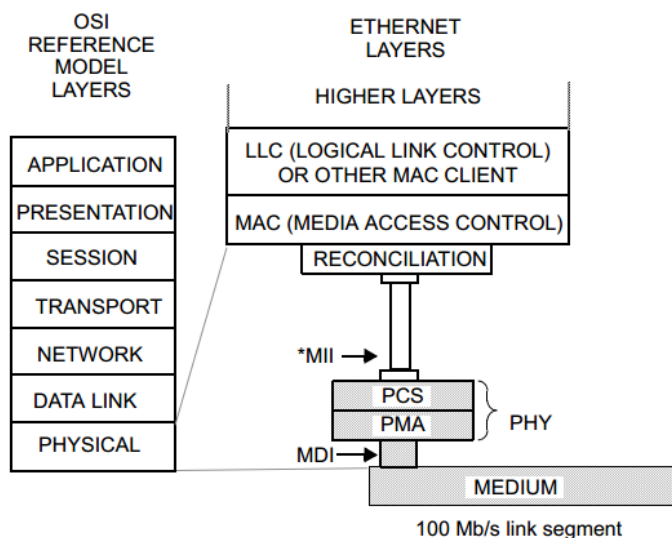 OSI
REFERENCE
MODEL
LAYERS
ETHERNET
LAYERS
HIGHER LAYERS
APPLICATION
PRESENTATION
SESSION
TRANSPORT
NETWORK
DATA LINK
PHYSICAL
LLC (LOGICAL LINK CONTROL)
OR OTHER MAC CLIENT
MAC (MEDIA ACCESS CONTROL)
RECONCILIATION
*MII
PCS
PMA
PHY
MDI
MEDIUM
100 Mb/s link segment